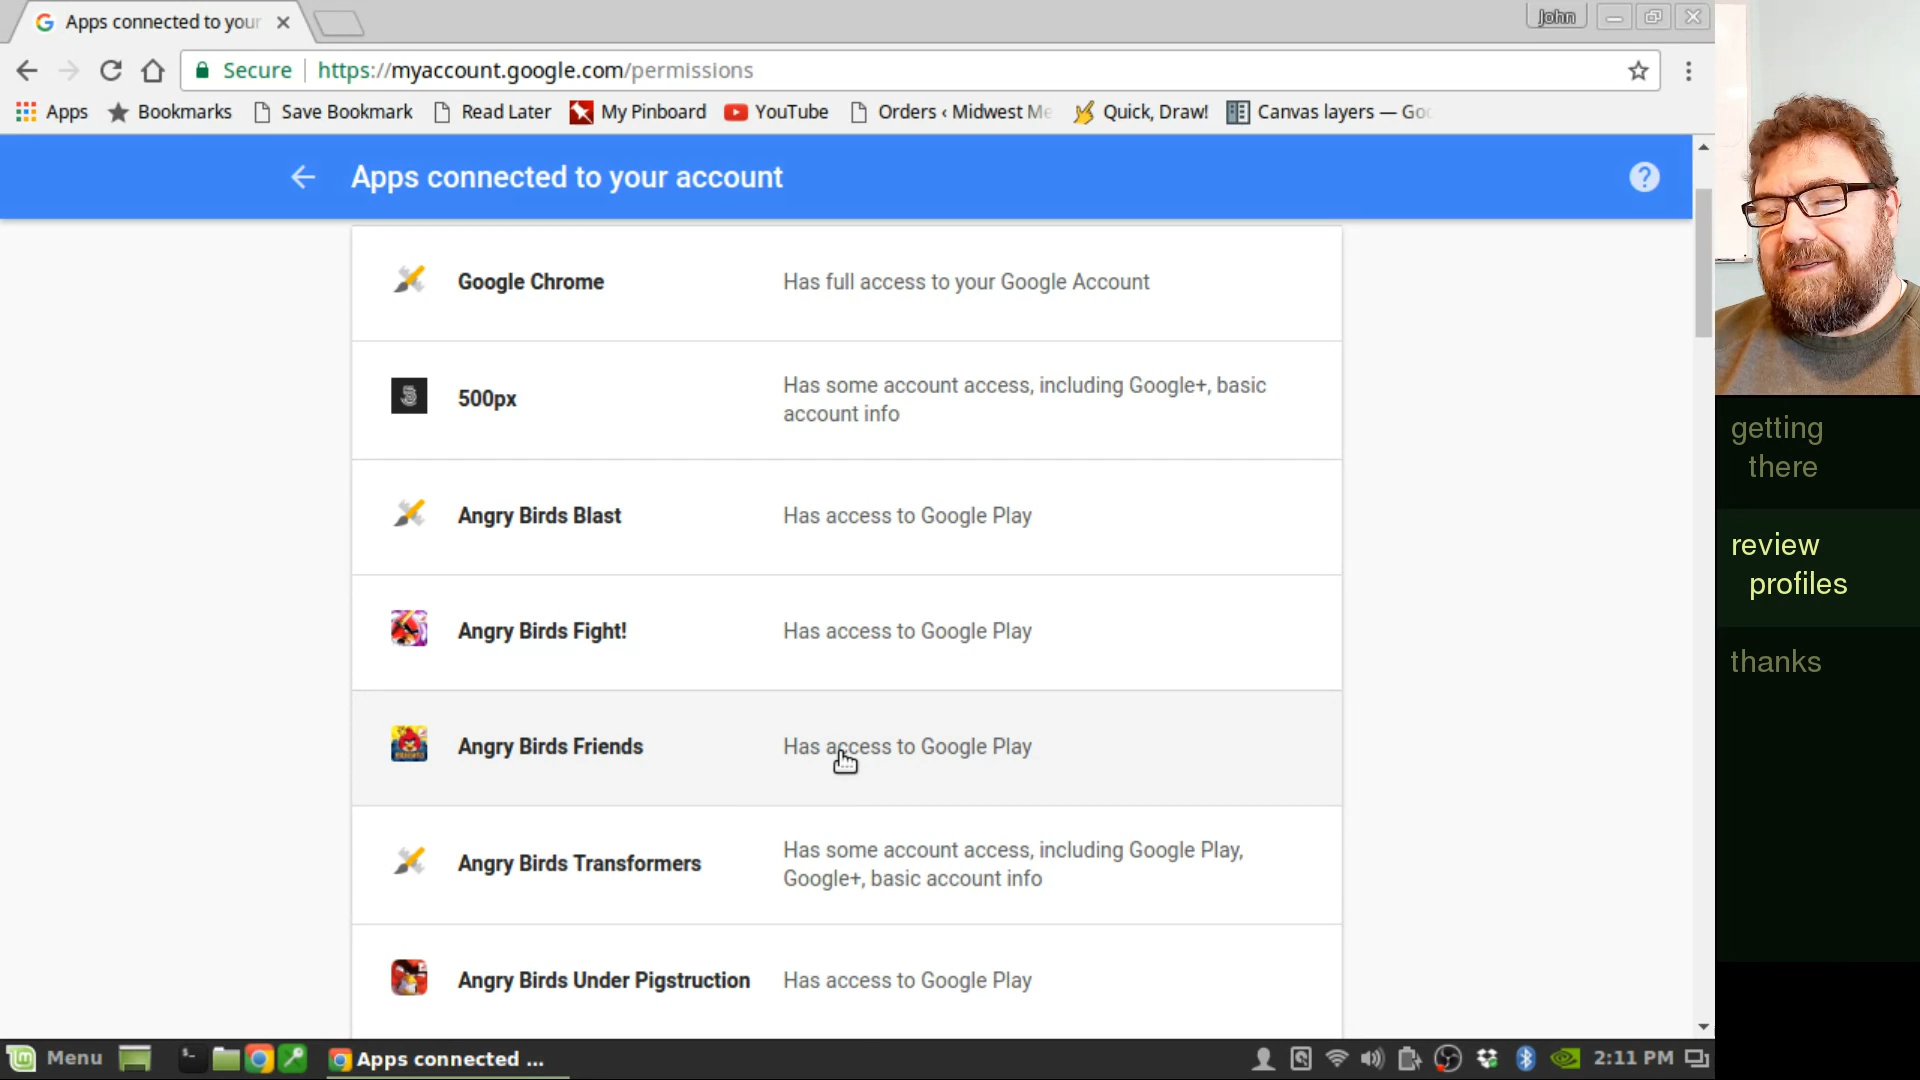 Apps connected to your
John
Secure
https://myaccount.google.com/permissions
Apps
Bookmarks
Save Bookmark
Read Later
My Pinboard
YouTube
Orders ‹ Midwest Me
Quick, Draw!
Canvas layers — Goo
Apps connected to your account
?
Google Chrome
Has full access to your Google Account
500px
Has some account access, including Google+, basic
account info
Angry Birds Blast
Has access to Google Play
Angry Birds Fight!
Has access to Google Play
Angry Birds Friends
Has access to Google Play
Angry Birds Transformers
Has some account access, including Google Play,
Google+, basic account info
Angry Birds Under Pigstruction
Has access to Google Play
getting
there
review
profiles
thanks
Menu
Apps connected ...
2:11 PM